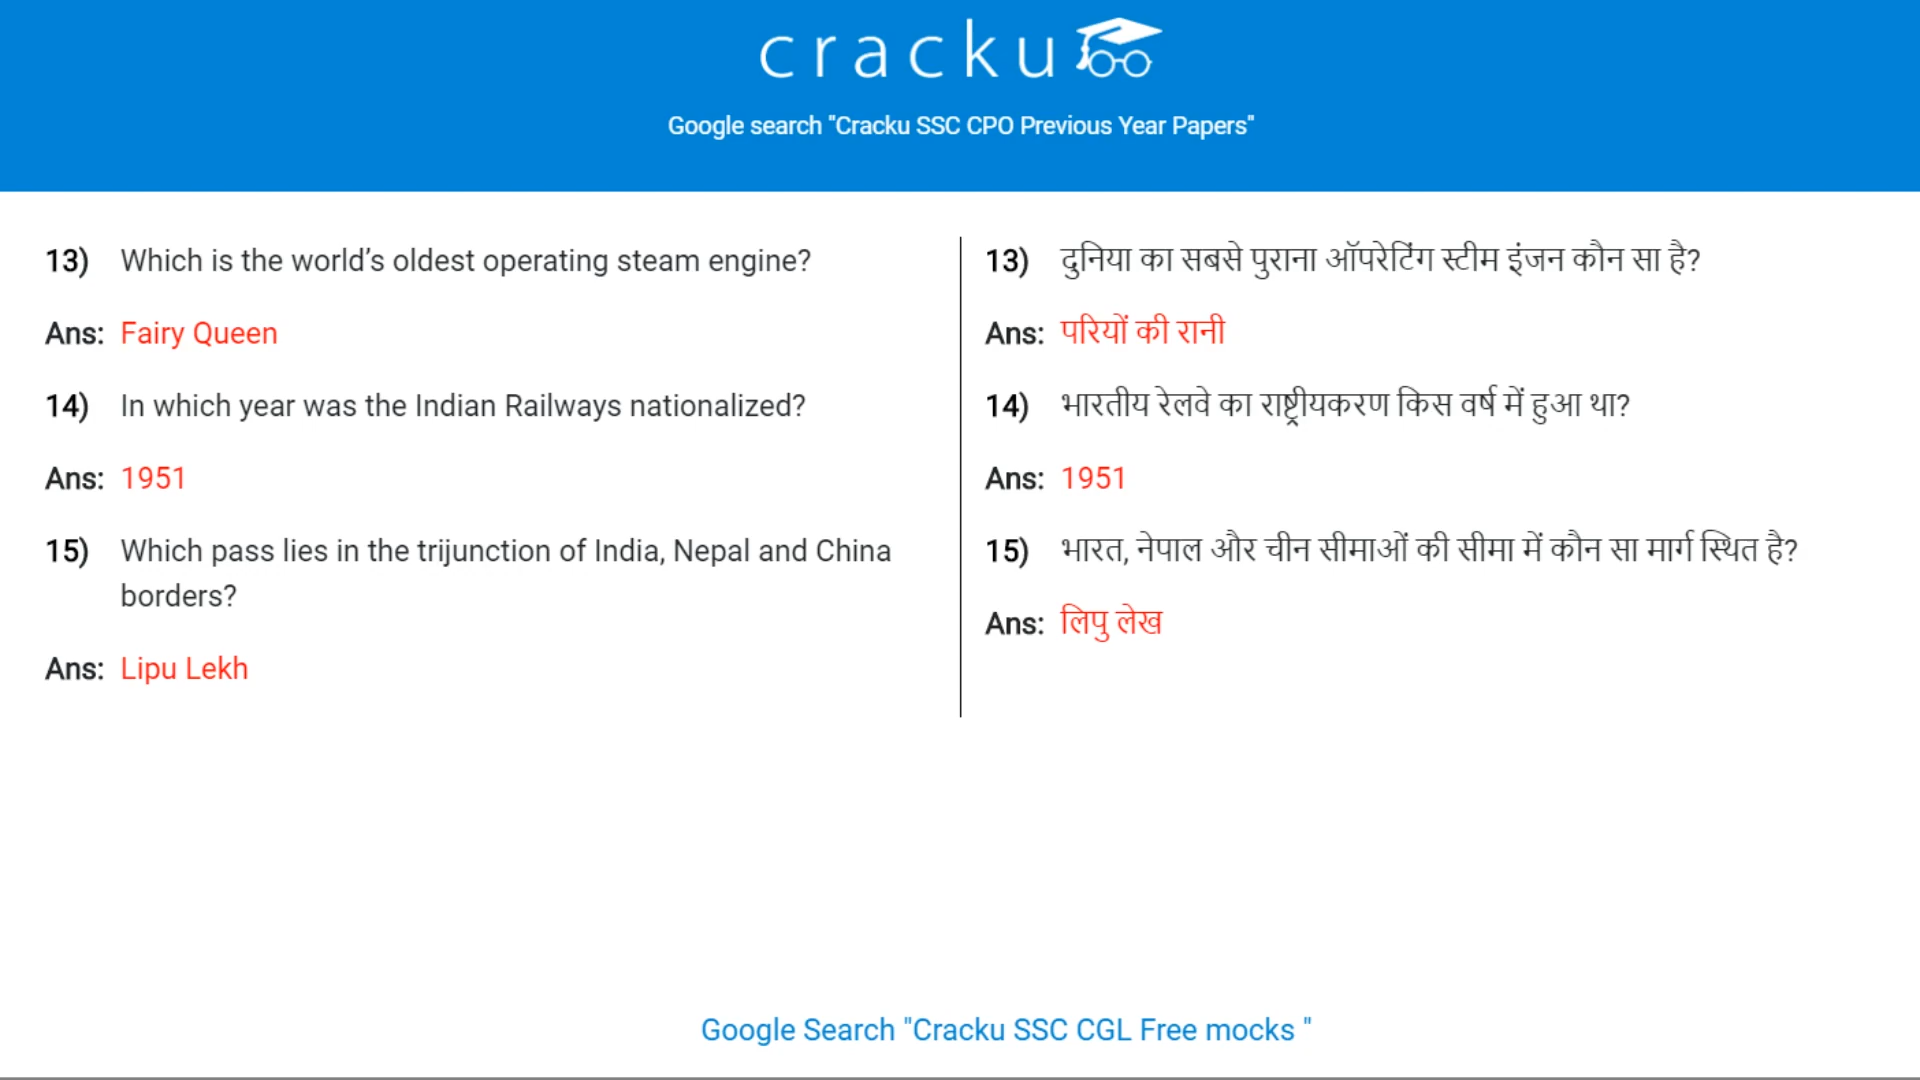 cracku
Google search "Cracku SSC CPO Previous Year Papers"
13) Which is the world’s oldest operating steam engine?
Ans: Fairy Queen
14) In which year was the Indian Railways nationalized?
Ans: 1951
15) Which pass lies in the trijunction of India, Nepal and China
borders?
Ans: Lipu Lekh
13) दुनिया का सबसे पुराना ऑपरेटिंग स्टीम इंजन कौन सा है?
Ans: परियों की रानी
14) भारतीय रेलवे का राष्ट्रीयकरण किस वर्ष में हुआ था?
Ans: 1951
15) भारत, नेपाल और चीन सीमाओं की सीमा में कौन सा मार्ग स्थित है?
Ans: लिपु लेख
Google Search "Cracku SSC CGL Free mocks "